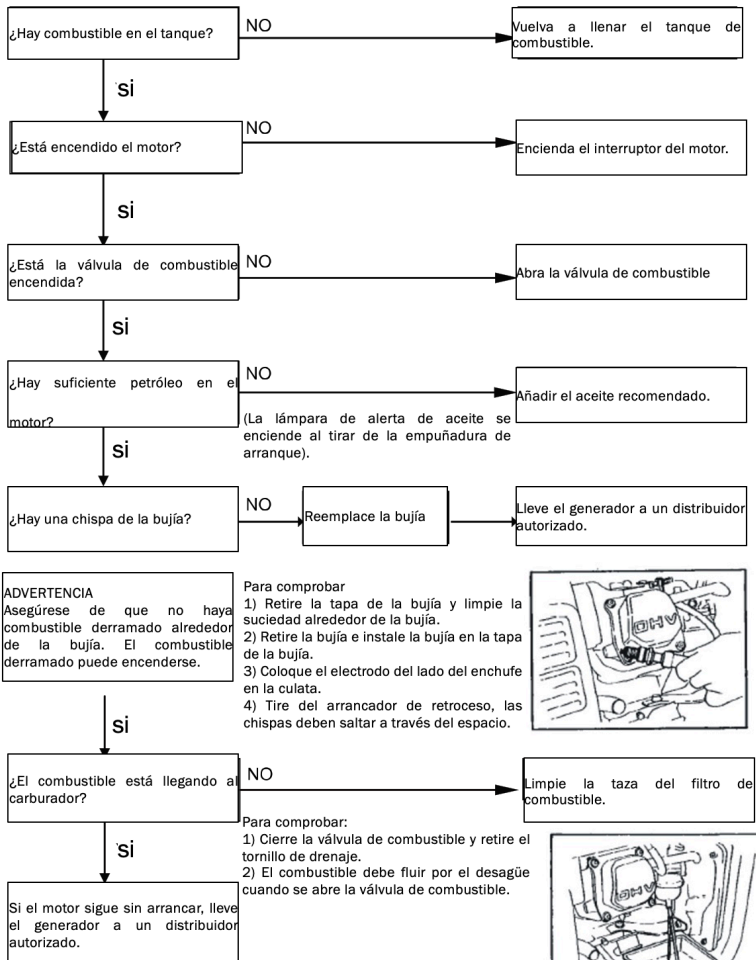 ¿Hay combustible en el tanque?
NO
Vuelva a llenar el tanque de
combustible.
si
¿Está encendido el motor?
NO
Encienda el interruptor del motor.
si
¿Está la válvula de combustible
encendida?
NO
Abra la válvula de combustible
si
¿Hay suficiente petróleo en el
motor?
NO
Añadir el aceite recomendado.
(La lámpara de alerta de aceite se
enciende al tirar de la empuñadura de
arranque).
si
¿Hay una chispa de la bujía?
NO
Reemplace la bujía
Lleve el generador a un distribuidor
autorizado.
ADVERTENCIA
Asegúrese de que no haya
combustible derramado alrededor
de la bujía. El combustible
derramado puede encenderse.
Para comprobar
1) Retire la tapa de la bujía y limpie la
suciedad alrededor de la bujía.
2) Retire la bujía e instale la bujía en la tapa
de la bujía.
3) Coloque el electrodo del lado del enchufe
en la culata.
4) Tire del arrancador de retroceso, las
chispas deben saltar a través del espacio.
OHV
si
¿El combustible está llegando al
carburador?
NO
Limpie la taza del filtro de
combustible.
Para comprobar:
1) Cierre la válvula de combustible y retire el
tornillo de drenaje.
2) El combustible debe fluir por el desagüe
cuando se abre la válvula de combustible.
OHV
si
Si el motor sigue sin arrancar, lleve
el generador a un distribuidor
autorizado.